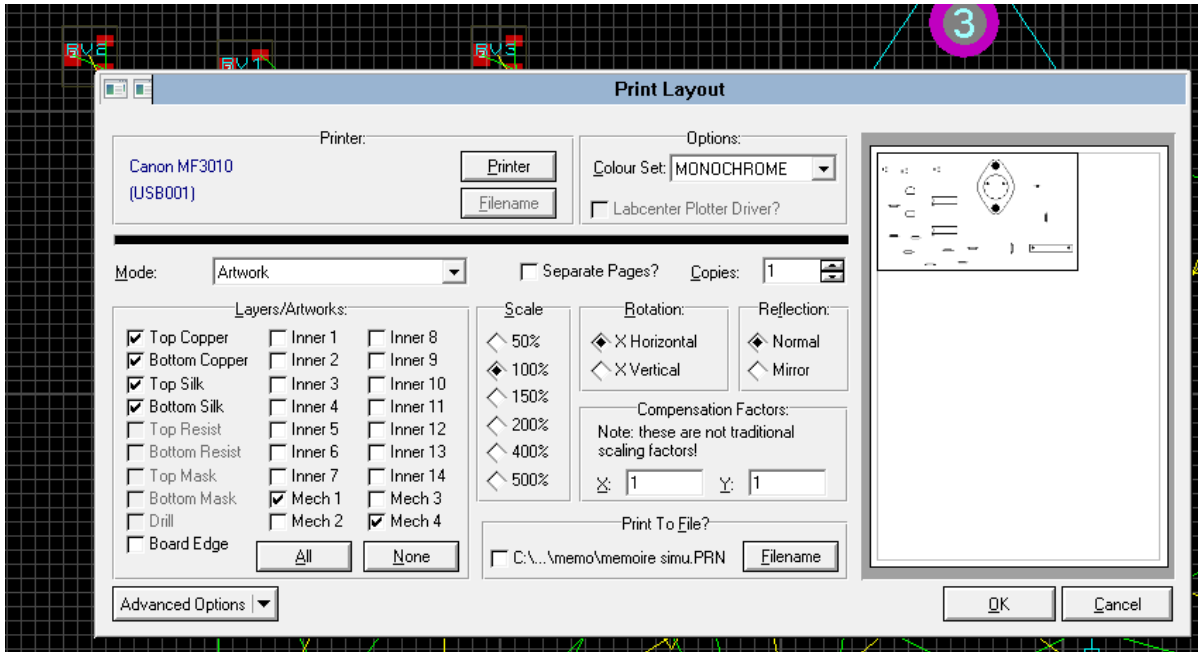 3
RV2
RV1
RV3
Print Layout
Printer:
Canon MF3010
(USB001)
Printer
Filename
Options:
Colour Set: MONOCHROME
Labcenter Plotter Driver?
Mode: Artwork
Separate Pages? Copies: 1
Layers/Artworks:
Top Copper Inner 1 Inner 8
Bottom Copper Inner 2 Inner 9
Top Silk Inner 3 Inner 10
Bottom Silk Inner 4 Inner 11
Top Resist Inner 5 Inner 12
Bottom Resist Inner 6 Inner 13
Top Mask Inner 7 Inner 14
Bottom Mask Mech 1 Mech 3
Drill Mech 2 Mech 4
Board Edge All None
Scale
50%
100%
150%
200%
400%
500%
Rotation:
X Horizontal
X Vertical
Reflection:
Normal
Mirror
Compensation Factors:
Note: these are not traditional
scaling factors!
X: 1 Y: 1
Print To File?
C:\...\memo\memoire simu.PRN Filename
Advanced Options
OK Cancel